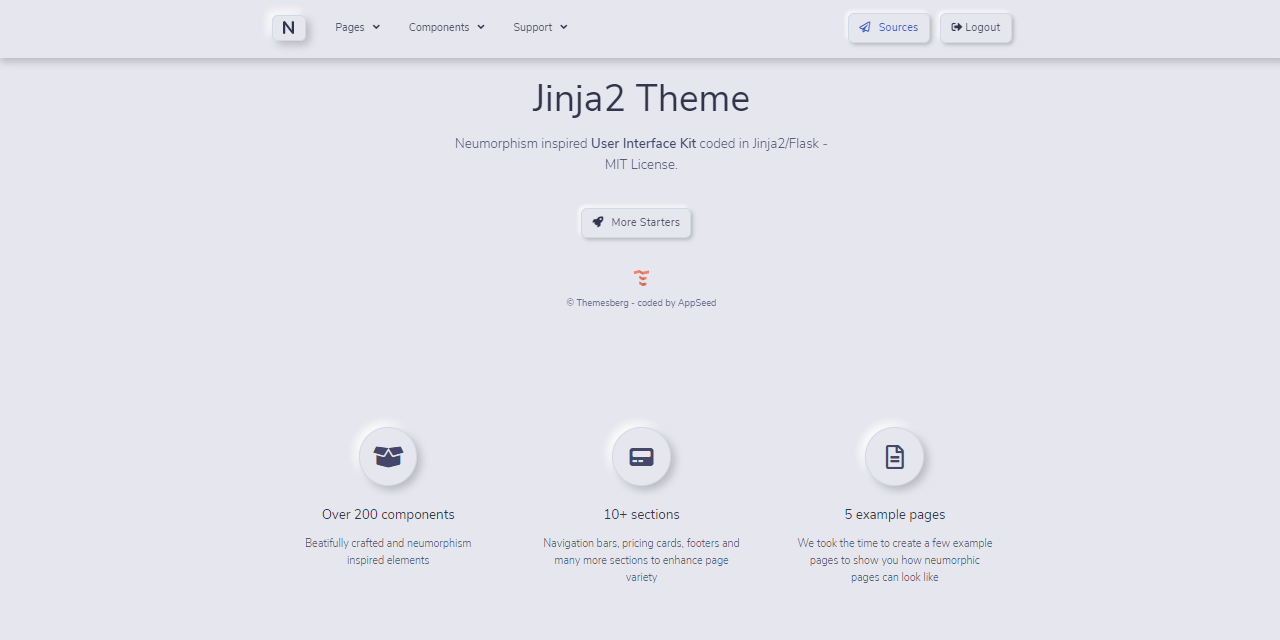 N Pages Components Support Sources Logout
Jinja2 Theme
Neumorphism inspired User Interface Kit coded in Jinja2/Flask -
MIT License.
More Starters
© Themesberg - coded by AppSeed
Over 200 components
Beatifully crafted and neumorphism
inspired elements
10+ sections
Navigation bars, pricing cards, footers and
many more sections to enhance page
variety
5 example pages
We took the time to create a few example
pages to show you how neumorphic
pages can look like